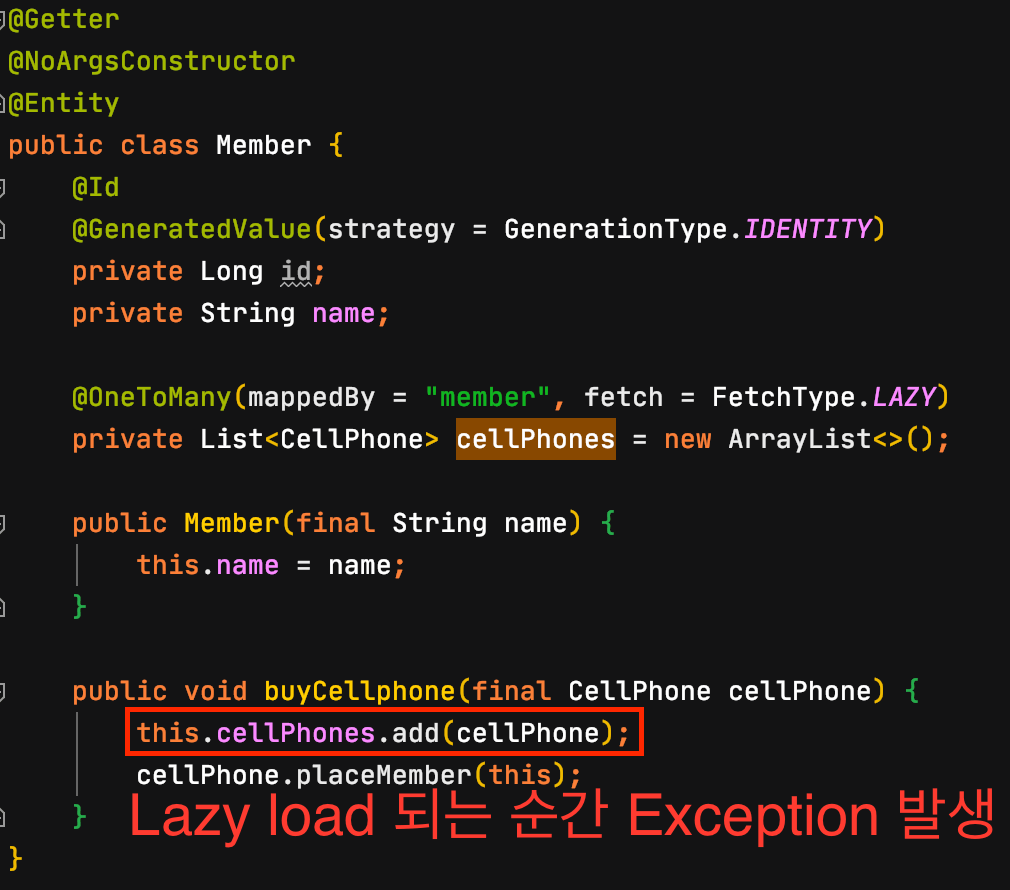 @Getter
@NoArgsConstructor
@Entity
public class Member {
    @Id
    @GeneratedValue(strategy = GenerationType.IDENTITY)
    private Long id;
    private String name;

    @OneToMany(mappedBy = "member", fetch = FetchType.LAZY)
    private List<CellPhone> cellPhones = new ArrayList<>();

    public Member(final String name) {
        this.name = name;
    }

    public void buyCellphone(final CellPhone cellPhone) {
        this.cellPhones.add(cellPhone);
        cellPhone.placeMember(this);
    }
Lazy load 되는 순간 Exception 발생
}